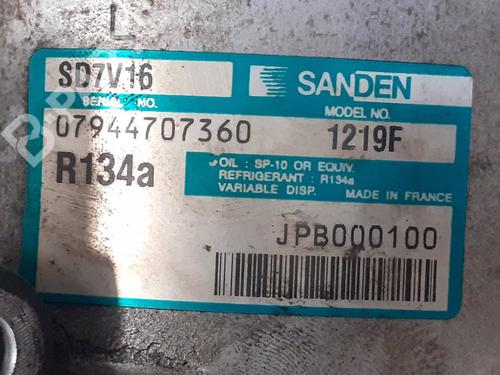 L
SD7V16
SANDEN
SERIAL NO.
MODEL NO.
07944707360
1219F
R134a
OIL : SP-10 OR EQUIV.
REFRIGERANT : R134a
VARIABLE DISP.
MADE IN FRANCE
JPB000100